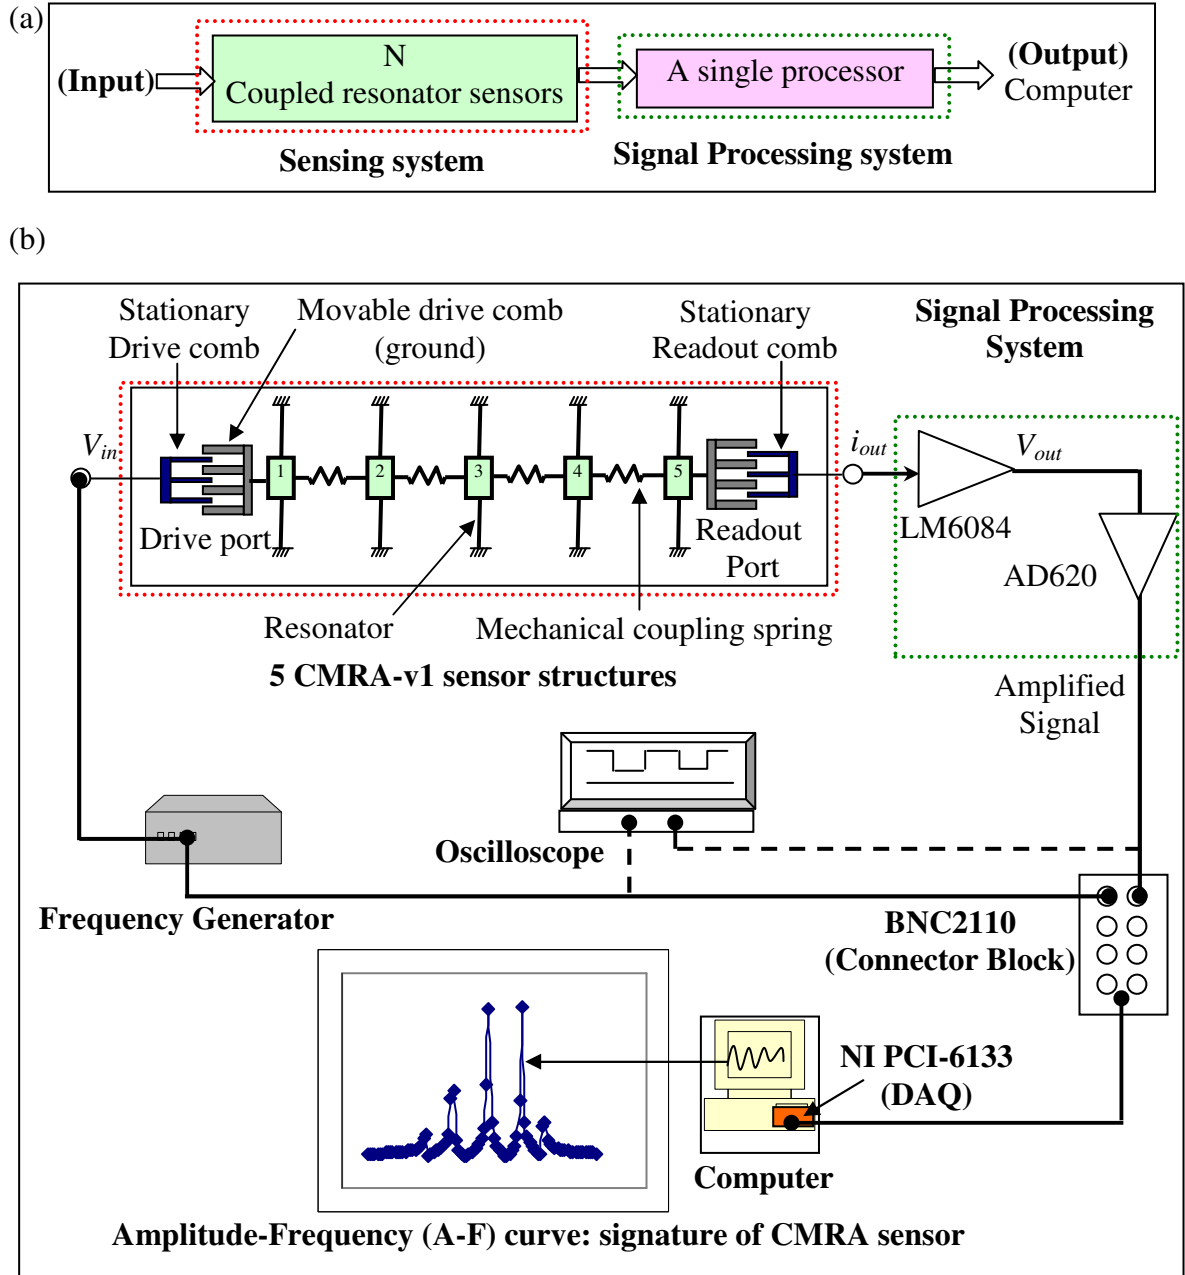 (a)
(Input)
N
Coupled resonator sensors
A single processor
(Output)
Computer
Sensing system
Signal Processing system
(b)
Stationary
Drive comb
Movable drive comb
(ground)
Stationary
Readout comb
Signal Processing
System
V_in
1
2
3
4
5
i_out
V_out
Drive port
Readout
Port
LM6084
AD620
Resonator
Mechanical coupling spring
5 CMRA-v1 sensor structures
Amplified
Signal
Oscilloscope
Frequency Generator
BNC2110
(Connector Block)
NI PCI-6133
(DAQ)
Computer
Amplitude-Frequency (A-F) curve: signature of CMRA sensor